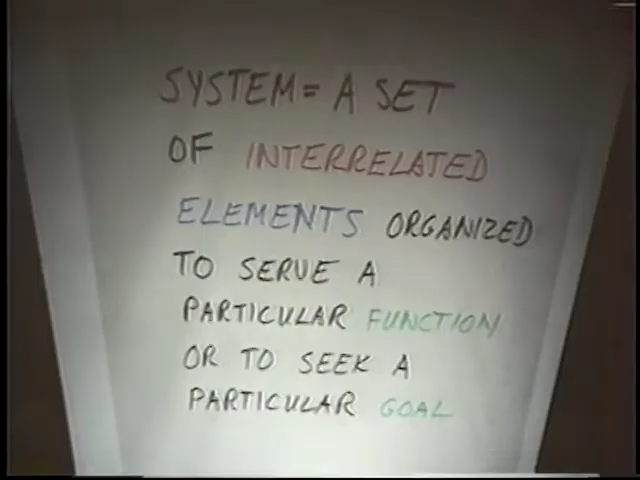 SYSTEM = A SET
OF INTERRELATED
ELEMENTS ORGANIZED
TO SERVE A
PARTICULAR FUNCTION
OR TO SEEK A
PARTICULAR GOAL